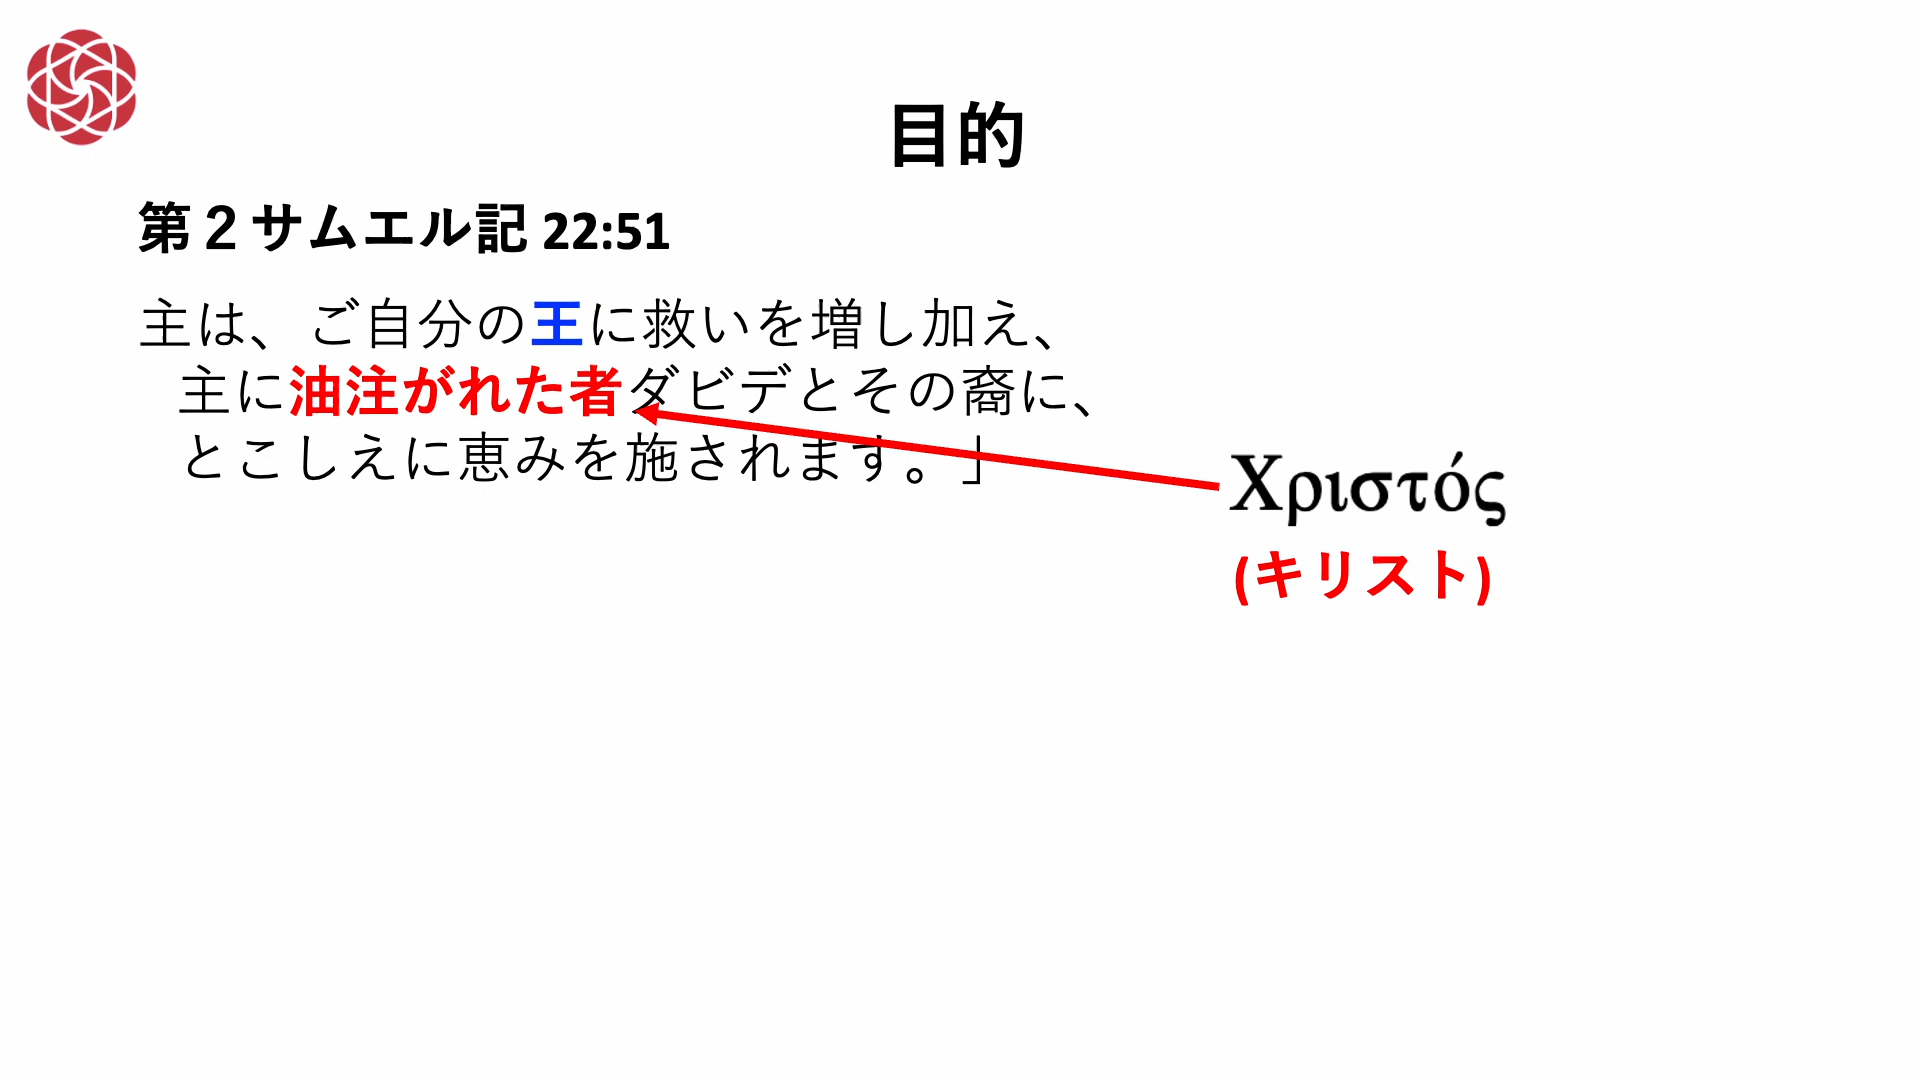 目的
第２サムエル記 22:51
主は、ご自分の王に救いを増し加え、
主に油注がれた者ダビデとその裔に、
とこしえに恵みを施されます。」
Χριστός
(キリスト)